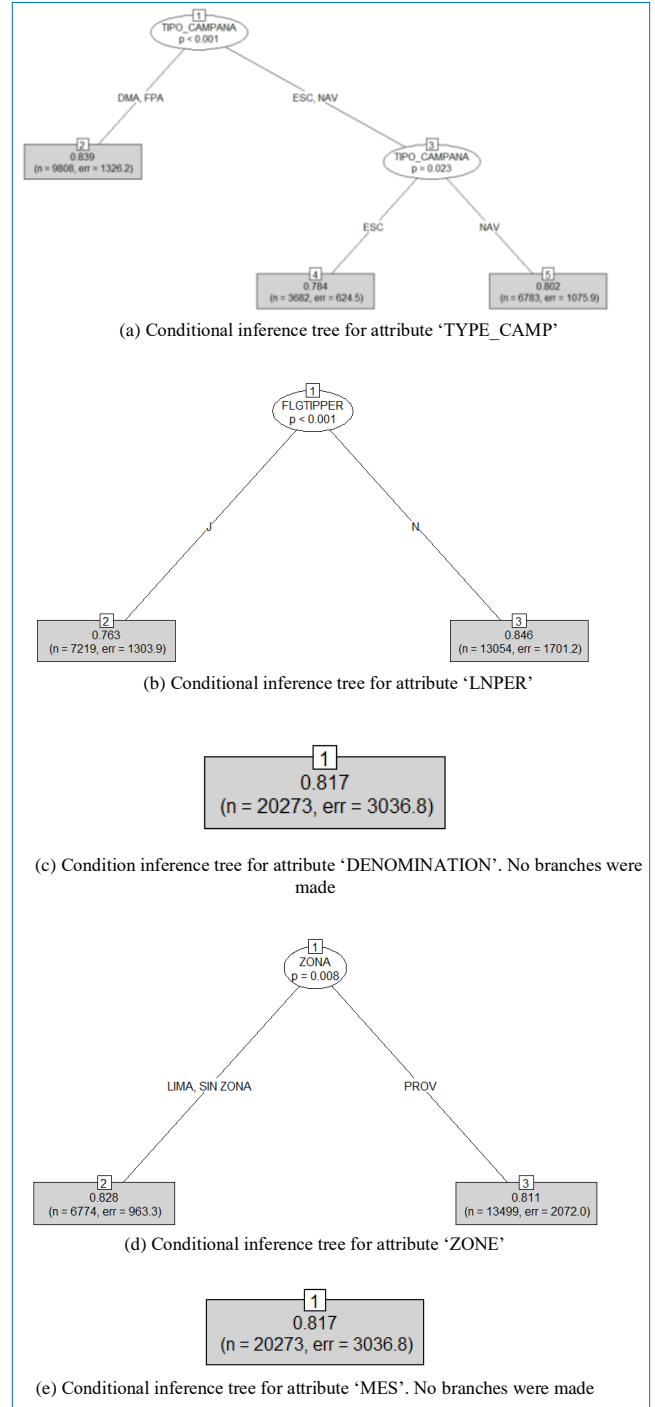 1
TIPO_CAMPANA
p < 0.001
DMA, FPA
ESC, NAV
2
0.839
(n = 9808, err = 1326.2)
3
TIPO_CAMPANA
p = 0.023
ESC
NAV
4
0.784
(n = 3682, err = 624.5)
5
0.802
(n = 6783, err = 1075.9)
(a) Conditional inference tree for attribute ‘TYPE_CAMP’
1
FLGTIPPER
p < 0.001
J
N
2
0.763
(n = 7219, err = 1303.9)
3
0.846
(n = 13054, err = 1701.2)
(b) Conditional inference tree for attribute ‘LNPER’
1
0.817
(n = 20273, err = 3036.8)
(c) Condition inference tree for attribute ‘DENOMINATION’. No branches were
made
1
ZONA
p = 0.008
LIMA, SIN ZONA
PROV
2
0.828
(n = 6774, err = 963.3)
3
0.811
(n = 13499, err = 2072.0)
(d) Conditional inference tree for attribute ‘ZONE’
1
0.817
(n = 20273, err = 3036.8)
(e) Conditional inference tree for attribute ‘MES’. No branches were made